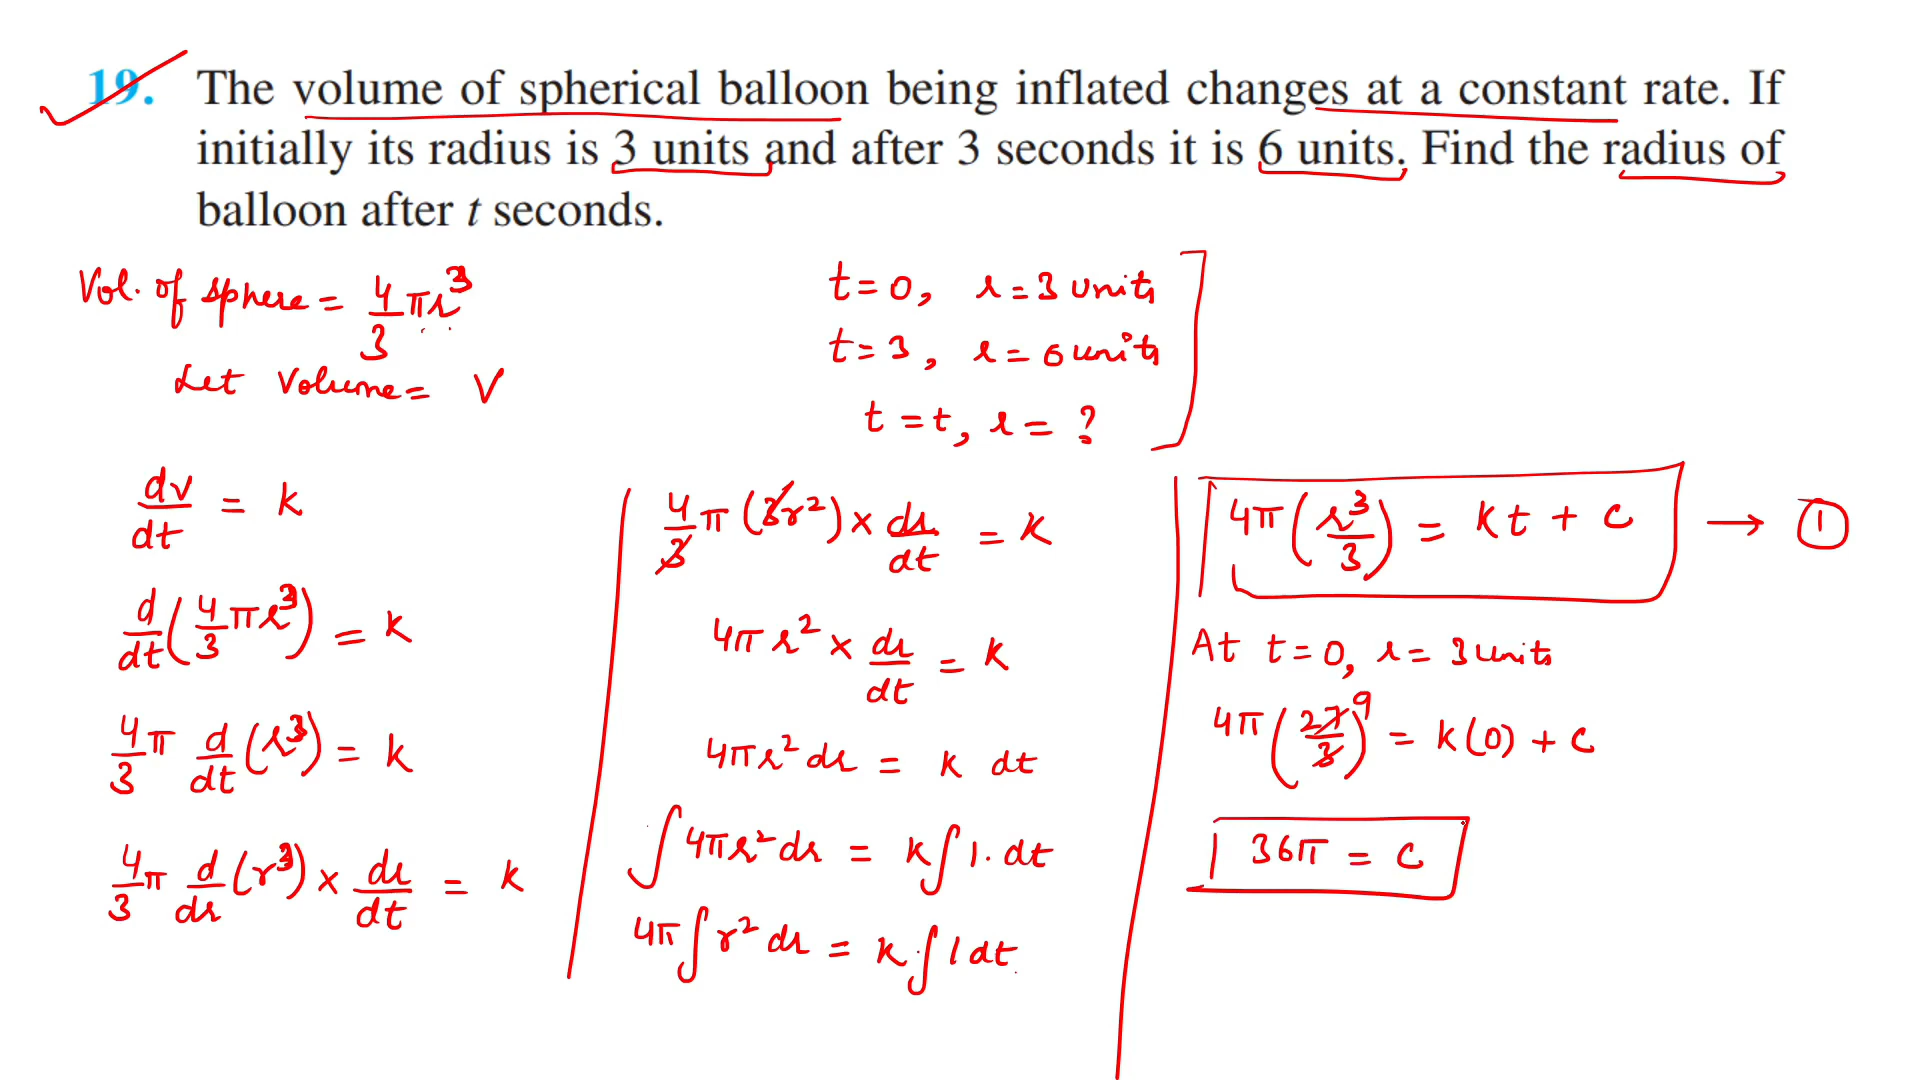 19. The volume of spherical balloon being inflated changes at a constant rate. If
initially its radius is 3 units and after 3 seconds it is 6 units. Find the radius of
balloon after t seconds.
Vol. of sphere = 4/3 πr³
Let Volume = V
t = 0, r = 3 units
t = 3, r = 6 units
t = t, r = ?
dv/dt = k
d/dt (4/3 πr³) = k
4/3 π d/dt (r³) = k
4/3 π d/dr (r³) × dr/dt = k
4/3 π (3r²) × dr/dt = k
4πr² × dr/dt = k
4πr² dr = k dt
∫ 4πr² dr = k ∫ 1. dt
4π ∫ r² dr = k ∫ 1 dt
4π (r³/3) = kt + c → ①
At t = 0, r = 3 units
4π (27/3) 9 = k(0) + c
36π = c